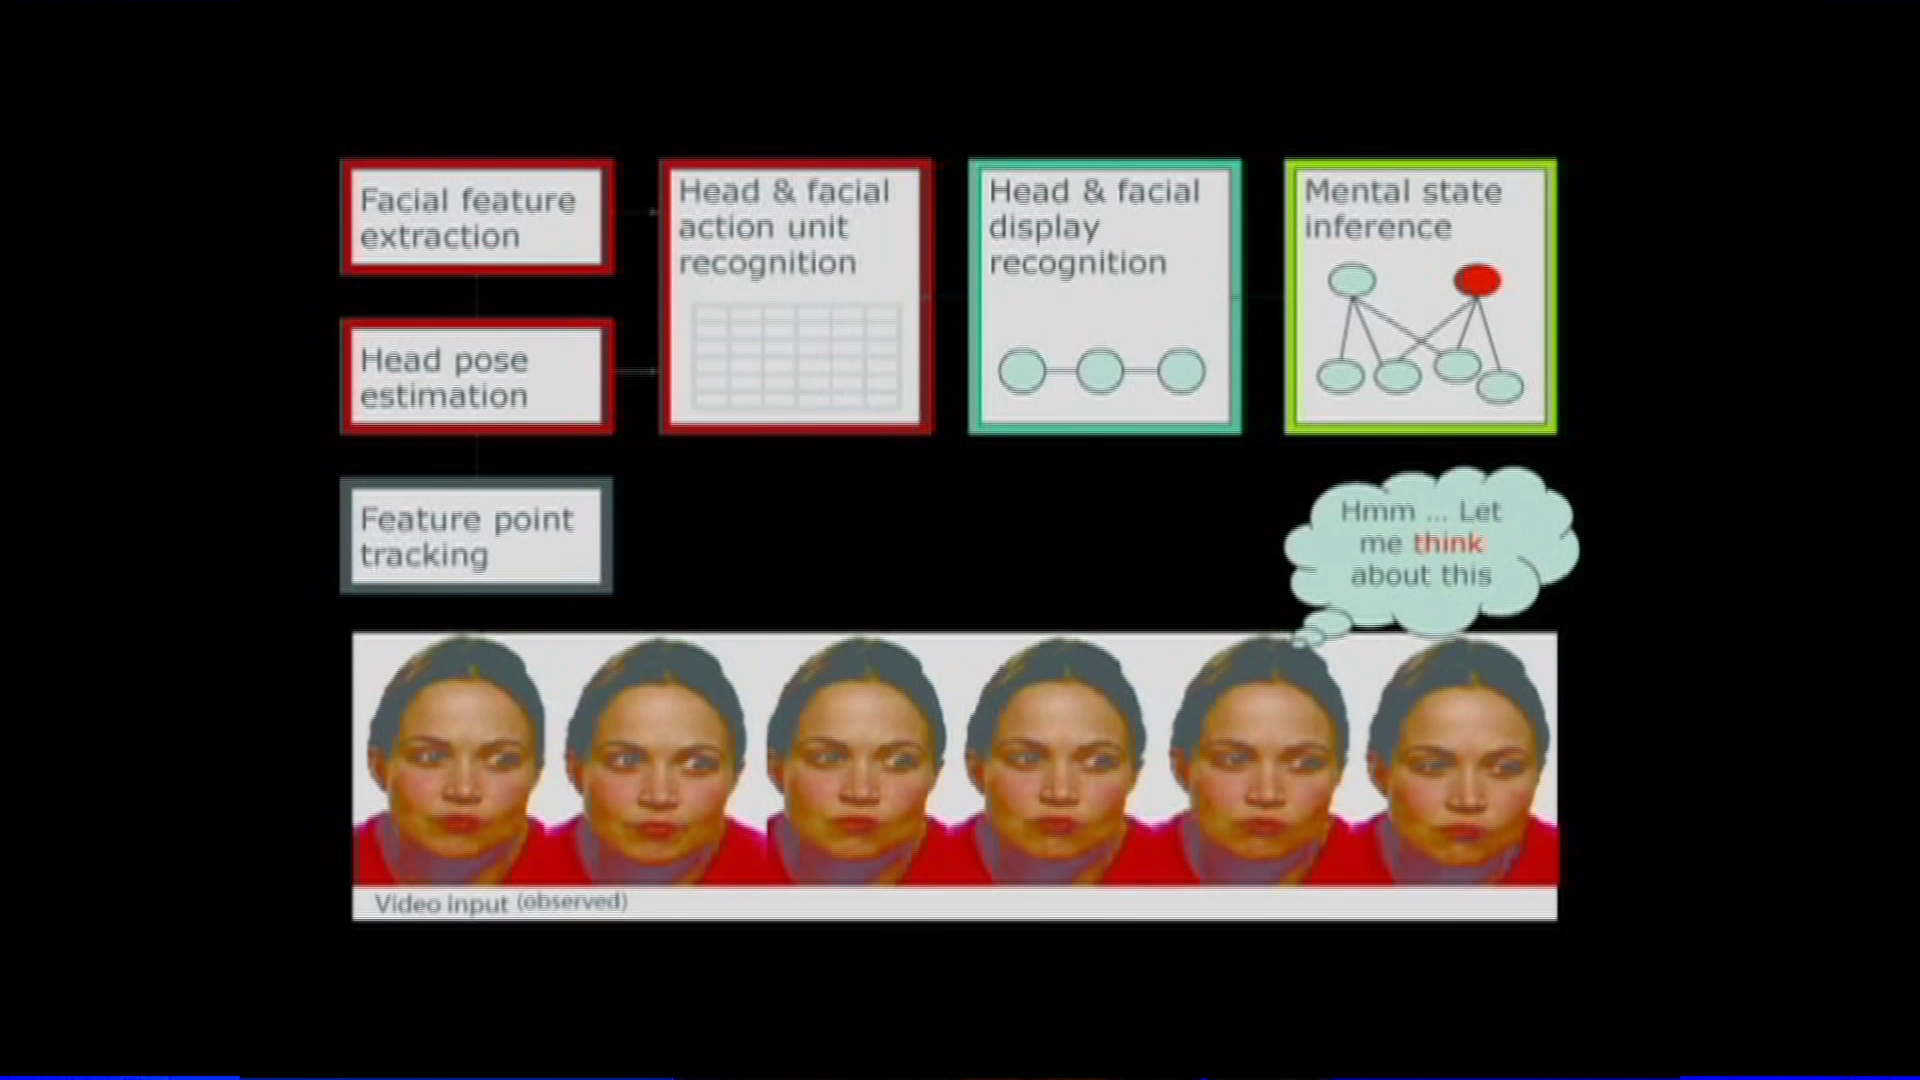 Facial feature
extraction
Head & facial
action unit
recognition
Head & facial
display
recognition
Mental state
inference
Head pose
estimation
Feature point
tracking
Hmm ... Let
me think
about this
Video input (observed)